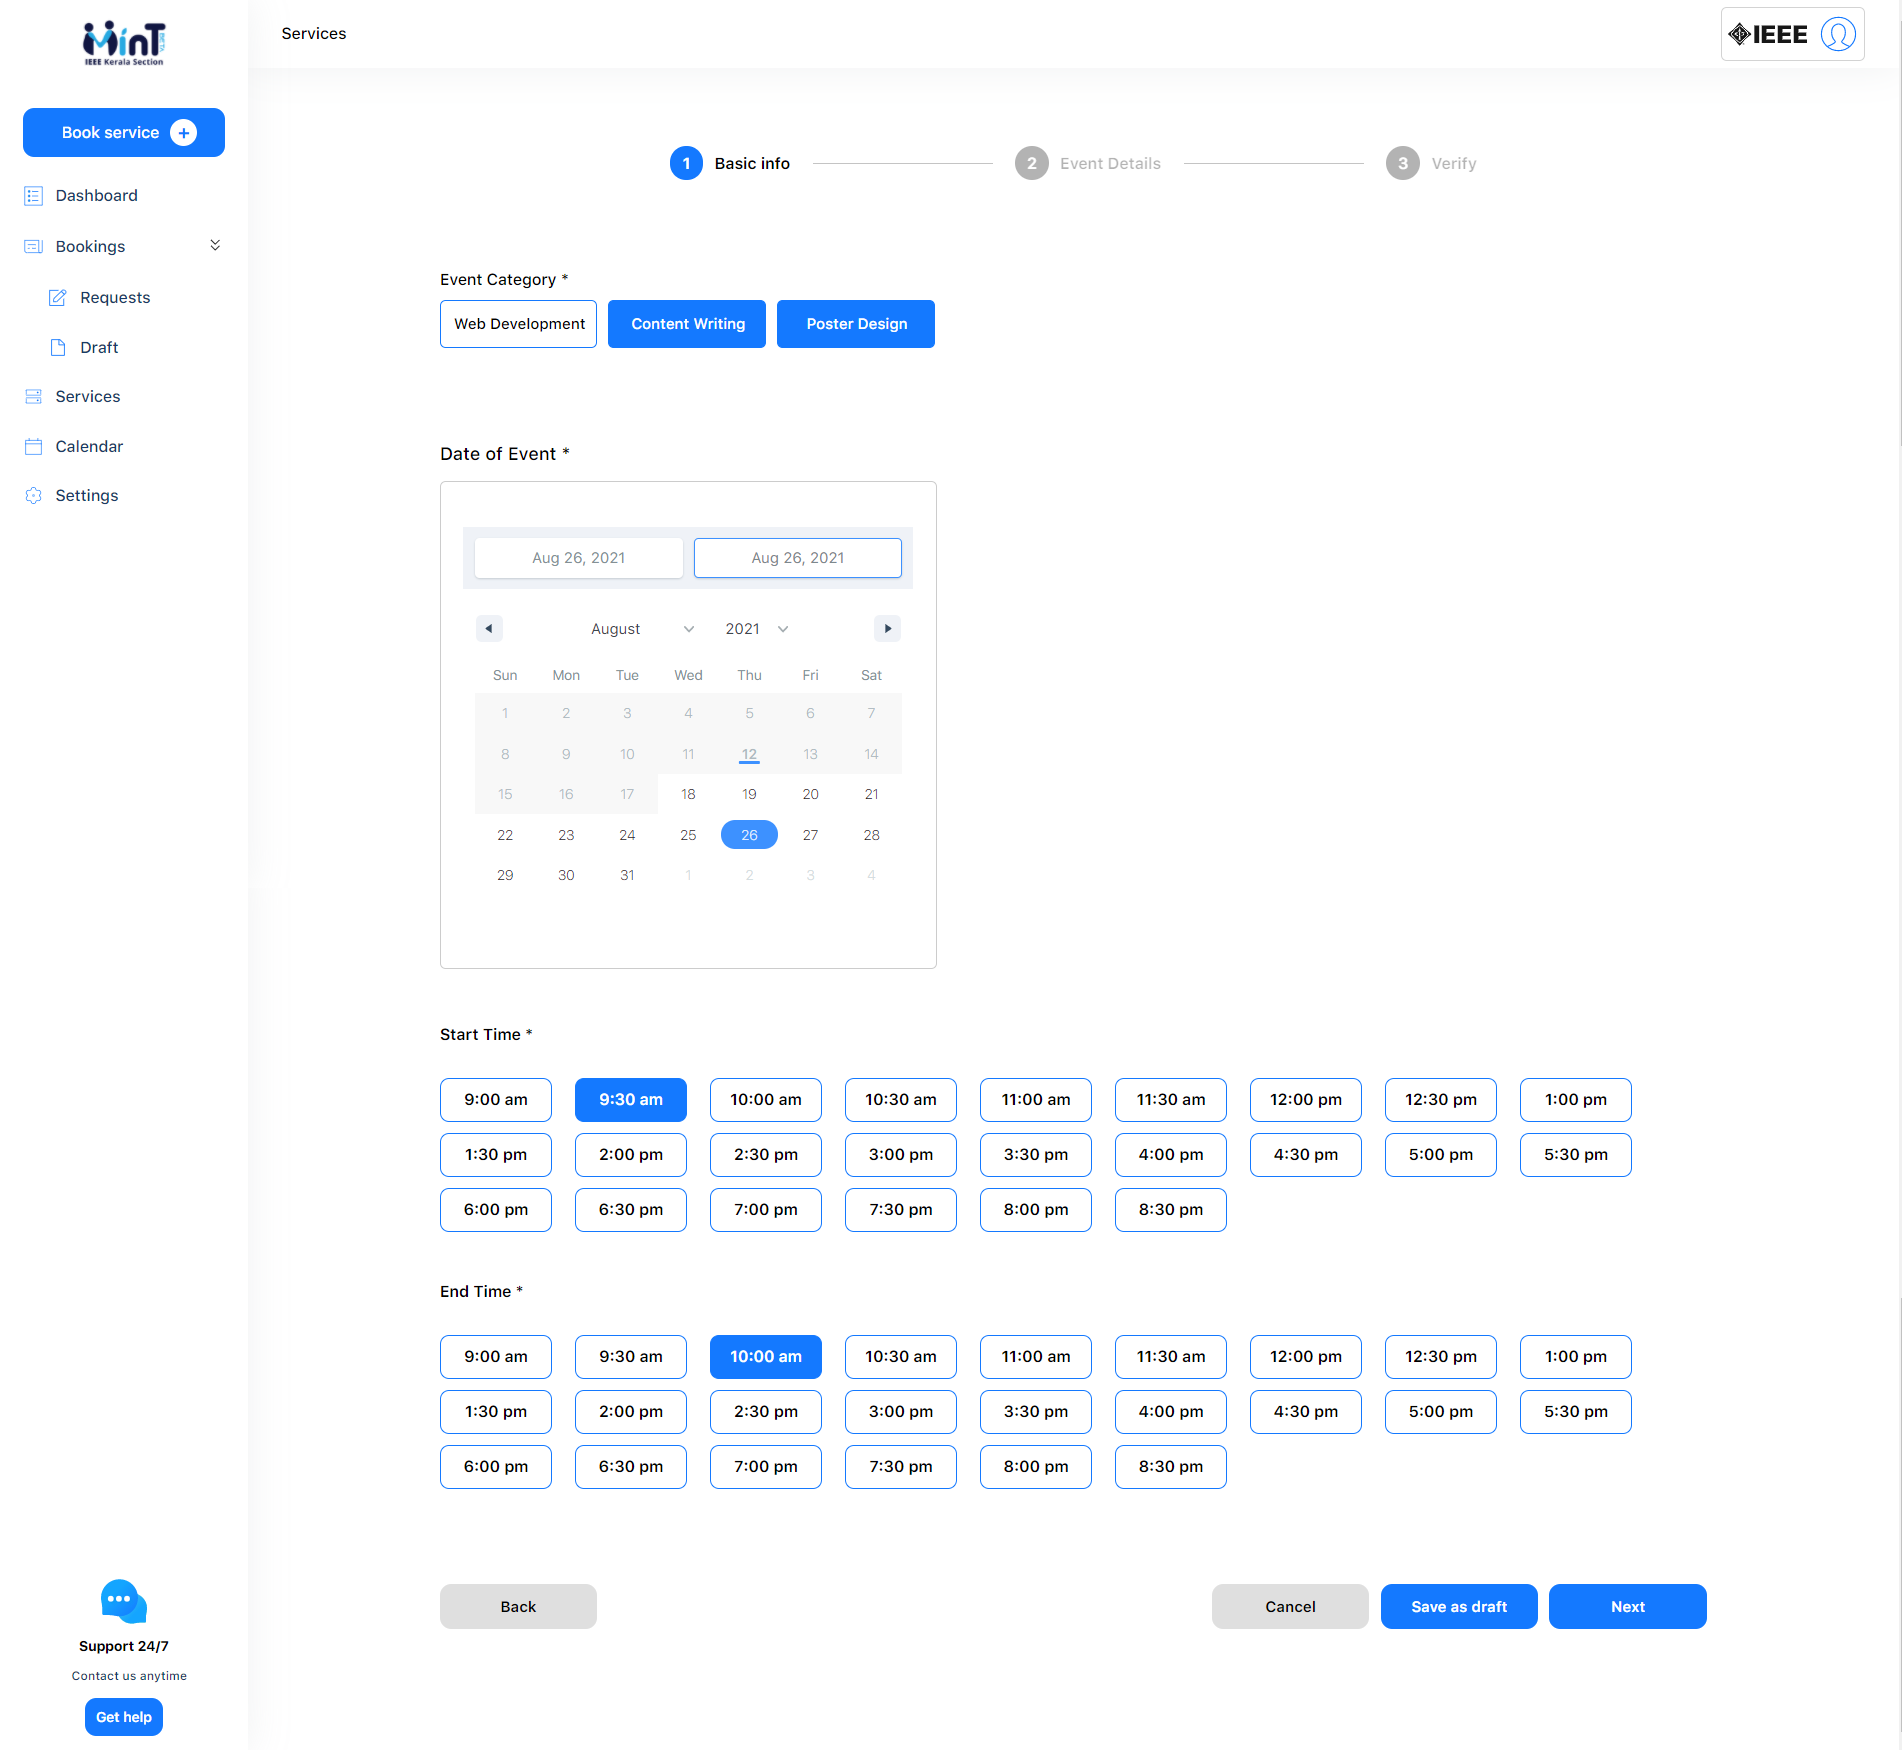 MinT BETA
IEEE Kerala Section
Services
IEEE
Book service
Dashboard
Bookings
Requests
Draft
Services
Calendar
Settings
1 Basic info
2 Event Details
3 Verify
Event Category *
Web Development Content Writing Poster Design
Date of Event *
Aug 26, 2021 Aug 26, 2021
August 2021
Sun Mon Tue Wed Thu Fri Sat
1 2 3 4 5 6 7
8 9 10 11 12 13 14
15 16 17 18 19 20 21
22 23 24 25 26 27 28
29 30 31 1 2 3 4
Start Time *
9:00 am 9:30 am 10:00 am 10:30 am 11:00 am 11:30 am 12:00 pm 12:30 pm 1:00 pm
1:30 pm 2:00 pm 2:30 pm 3:00 pm 3:30 pm 4:00 pm 4:30 pm 5:00 pm 5:30 pm
6:00 pm 6:30 pm 7:00 pm 7:30 pm 8:00 pm 8:30 pm
End Time *
9:00 am 9:30 am 10:00 am 10:30 am 11:00 am 11:30 am 12:00 pm 12:30 pm 1:00 pm
1:30 pm 2:00 pm 2:30 pm 3:00 pm 3:30 pm 4:00 pm 4:30 pm 5:00 pm 5:30 pm
6:00 pm 6:30 pm 7:00 pm 7:30 pm 8:00 pm 8:30 pm
Back Cancel Save as draft Next
Support 24/7
Contact us anytime
Get help